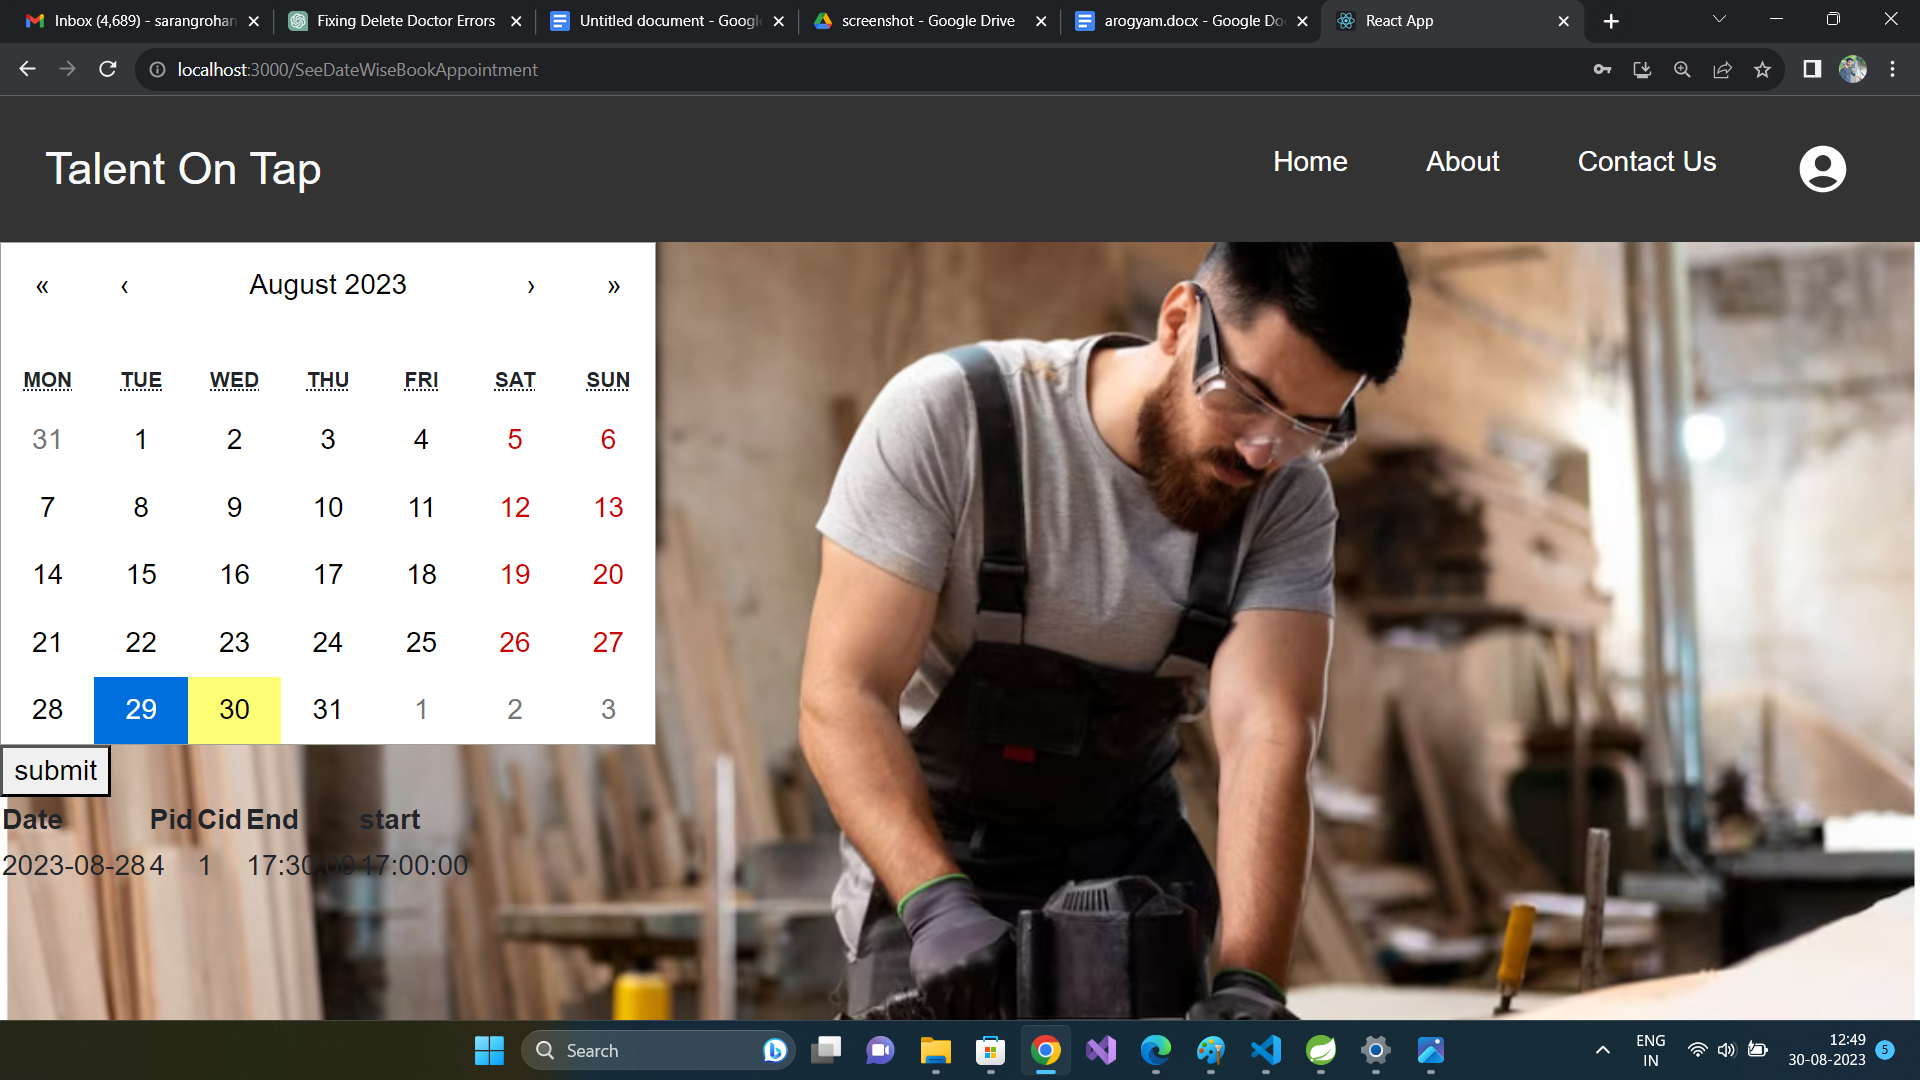 Inbox (4,689) - sarangrohan
Fixing Delete Doctor Errors
Untitled document - Google
screenshot - Google Drive
arogyam.docx - Google Do
React App
localhost:3000/SeeDateWiseBookAppointment
Talent On Tap
Home
About
Contact Us
« ‹ August 2023 › »
MON TUE WED THU FRI SAT SUN
31 1 2 3 4 5 6
7 8 9 10 11 12 13
14 15 16 17 18 19 20
21 22 23 24 25 26 27
28 29 30 31 1 2 3
submit
Date Pid Cid End start
2023-08-28 4 1 17:30:00 17:00:00
Search
ENG
IN
12:49
30-08-2023
5